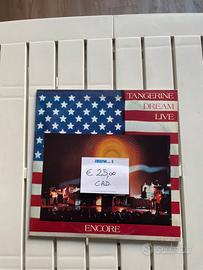 TANGERINE
DREAM
LIVE
€ 25,00
CAD.
ENCORE